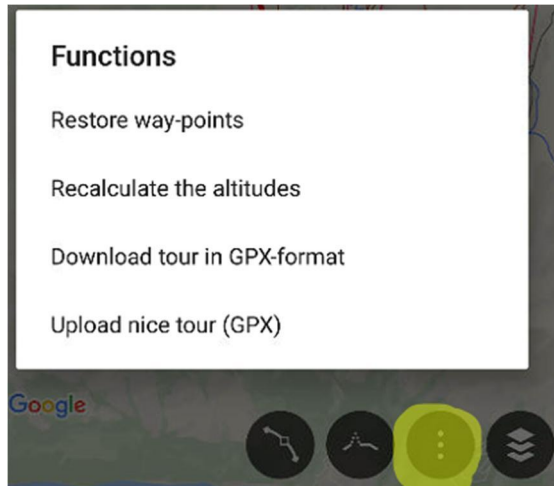 Functions
Restore way-points
Recalculate the altitudes
Download tour in GPX-format
Upload nice tour (GPX)
Google